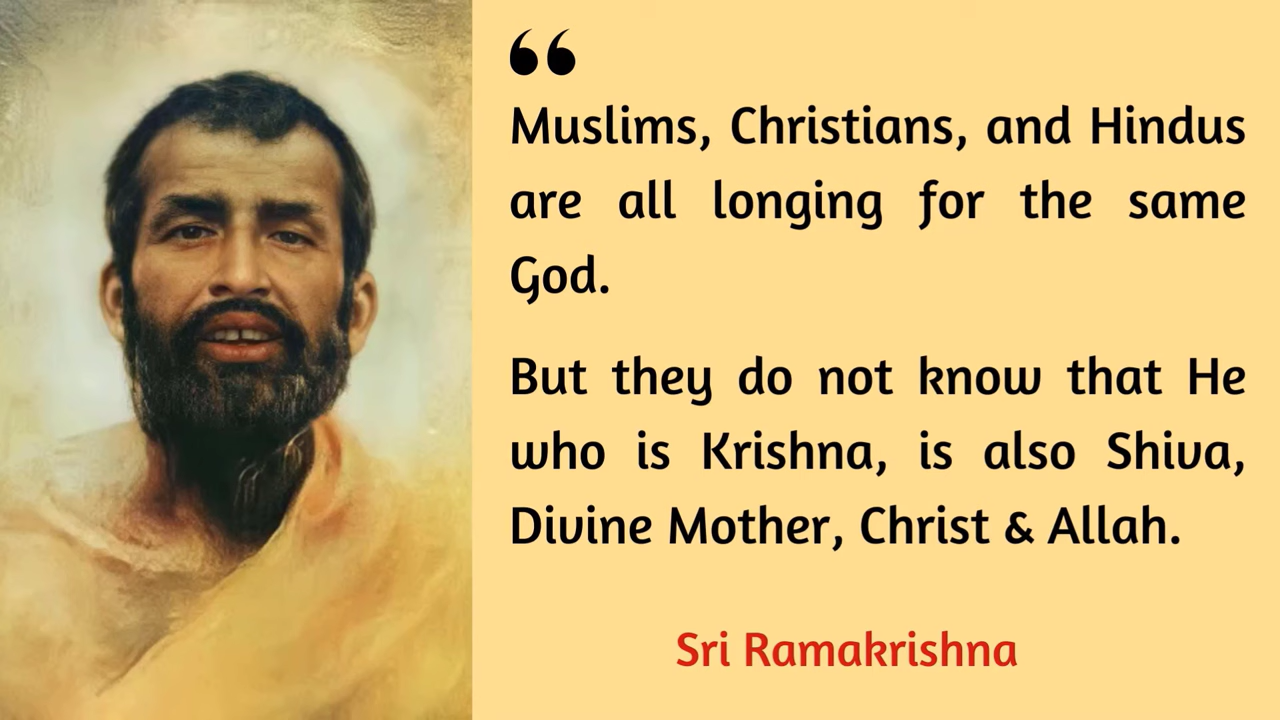 “
Muslims, Christians, and Hindus
are all longing for the same
God.
But they do not know that He
who is Krishna, is also Shiva,
Divine Mother, Christ & Allah.
Sri Ramakrishna